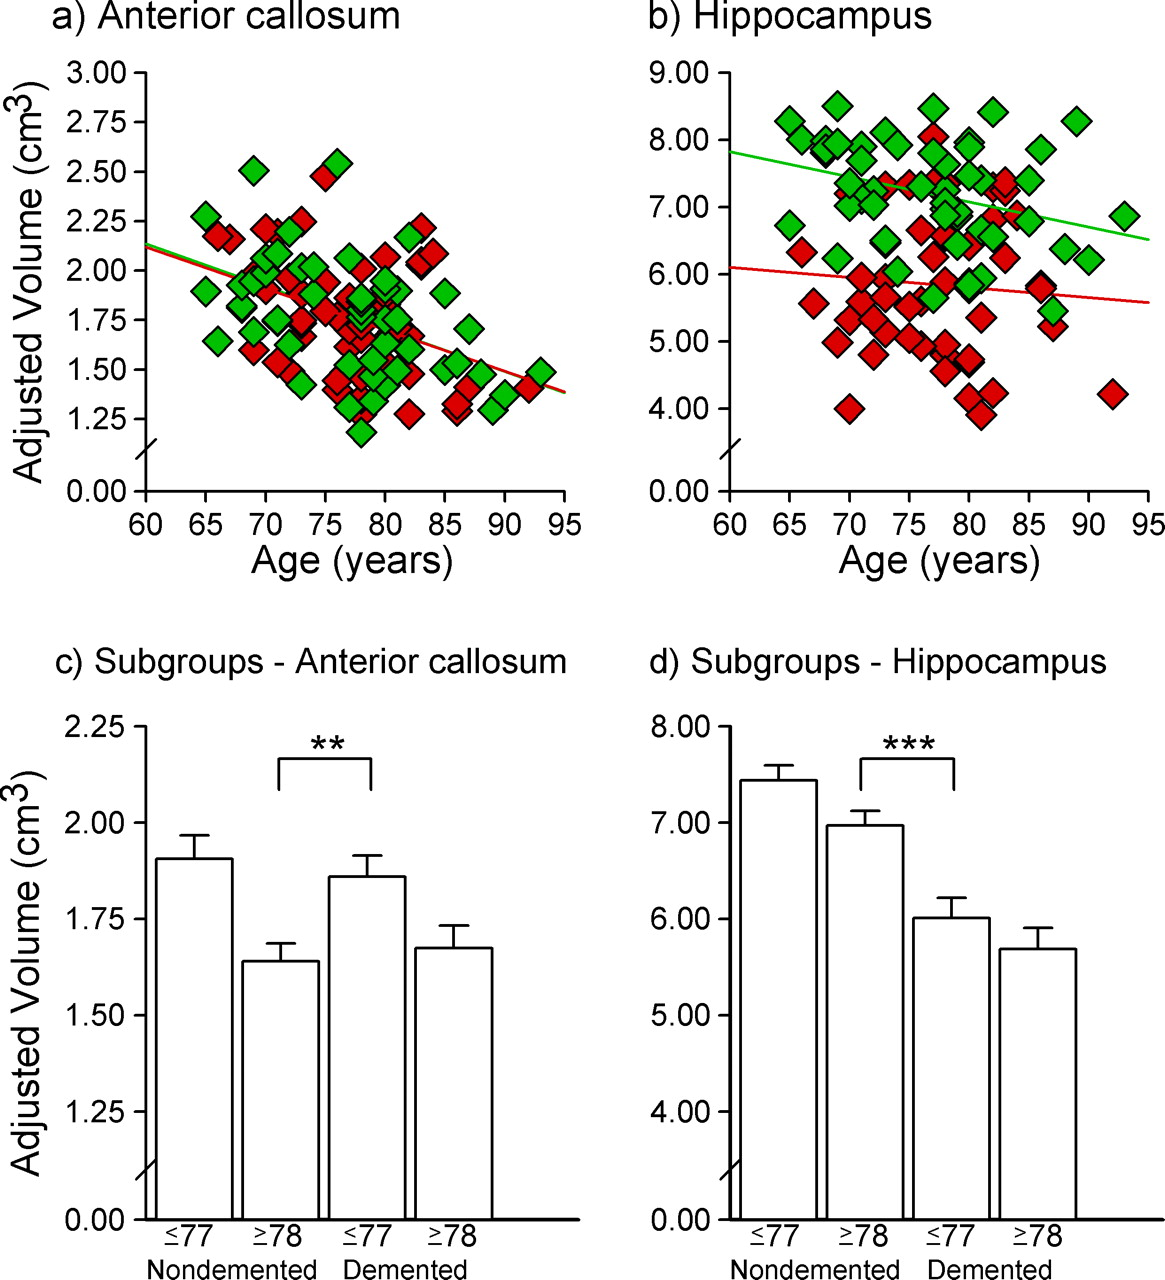 a) Anterior callosum
Adjusted Volume (cm3)
3.00
2.75
2.50
2.25
2.00
1.75
1.50
1.25
0.00
60 65 70 75 80 85 90 95
Age (years)
b) Hippocampus
9.00
8.00
7.00
6.00
5.00
4.00
0.00
60 65 70 75 80 85 90 95
Age (years)
c) Subgroups - Anterior callosum
Adjusted Volume (cm3)
2.25
2.00
1.75
1.50
1.25
0.00
**
≤77 ≥78 ≤77 ≥78
Nondemented Demented
d) Subgroups - Hippocampus
8.00
7.00
6.00
5.00
4.00
0.00
***
≤77 ≥78 ≤77 ≥78
Nondemented Demented